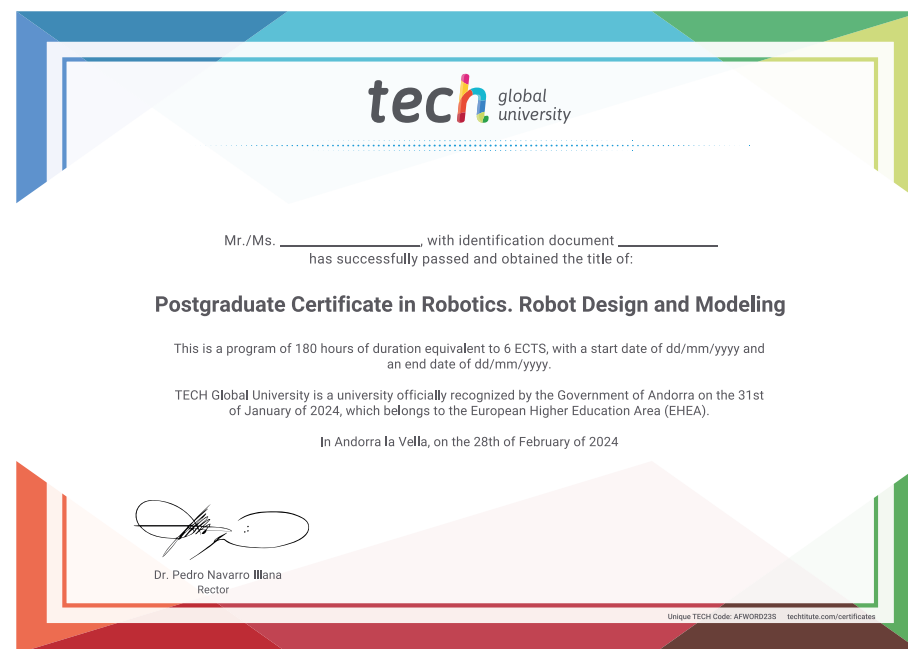 tech global university
Mr./Ms. ____________________, with identification document ______________
has successfully passed and obtained the title of:
Postgraduate Certificate in Robotics. Robot Design and Modeling
This is a program of 180 hours of duration equivalent to 6 ECTS, with a start date of dd/mm/yyyy and
an end date of dd/mm/yyyy.
TECH Global University is a university officially recognized by the Government of Andorra on the 31st
of January of 2024, which belongs to the European Higher Education Area (EHEA).
In Andorra la Vella, on the 28th of February of 2024
Dr. Pedro Navarro Illana
Rector
Unique TECH Code: AFWORD23S techtitute.com/certificates